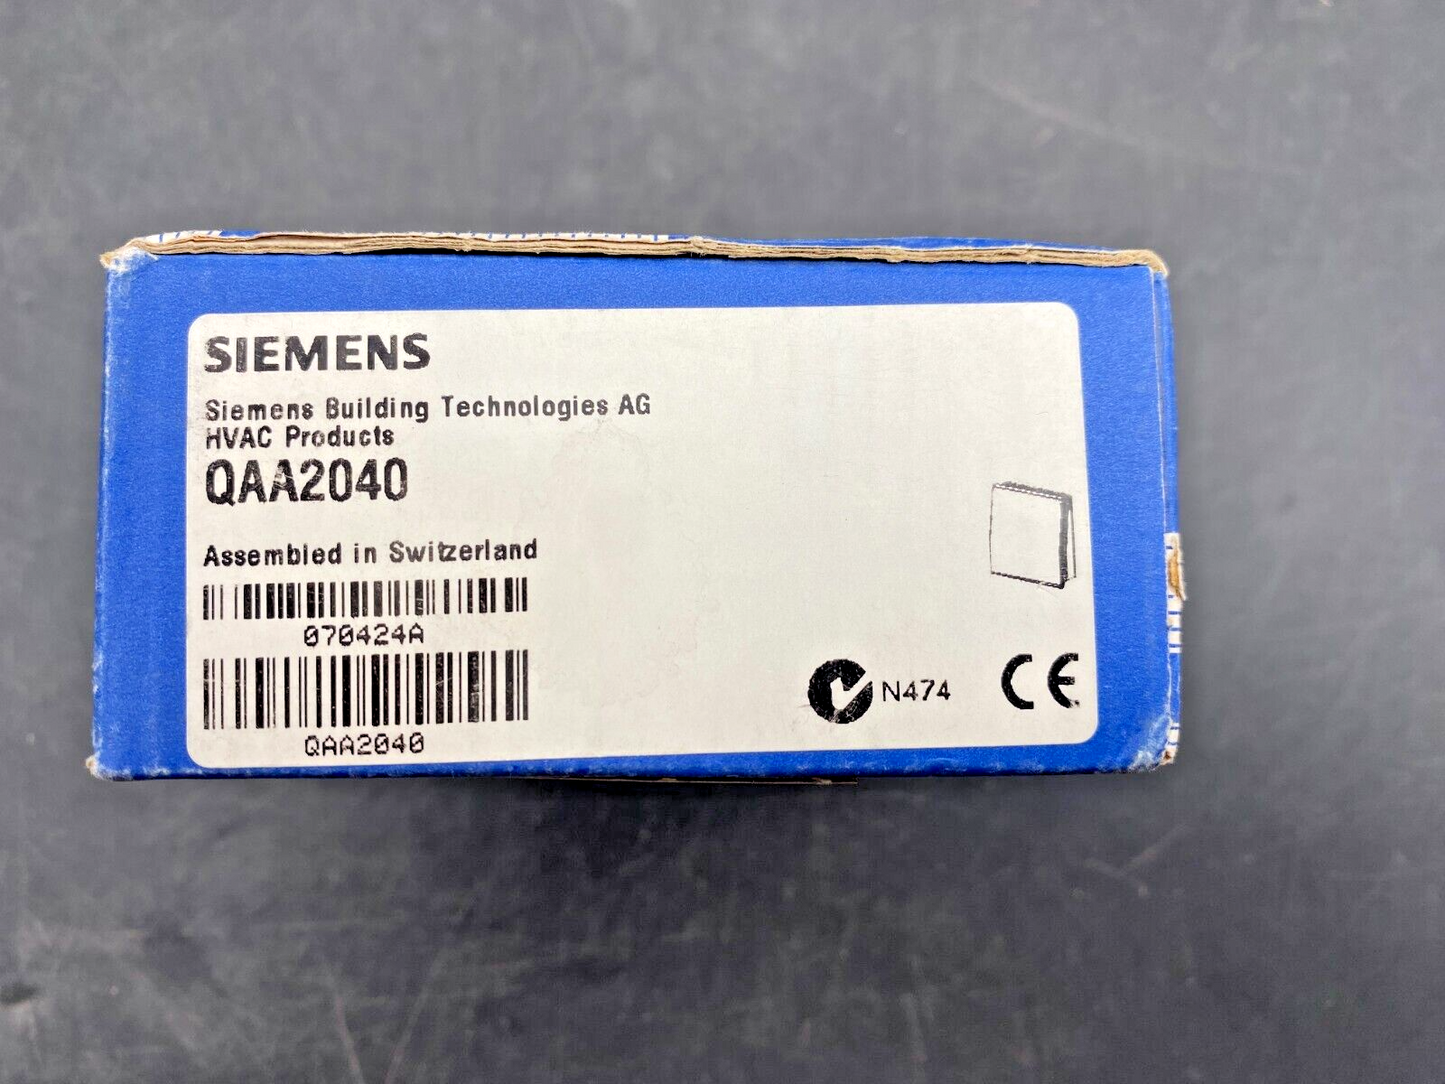 SIEMENS
Siemens Building Technologies AG
HVAC Products
QAA2040
Assembled in Switzerland
070424A
QAA2040
N474
CE